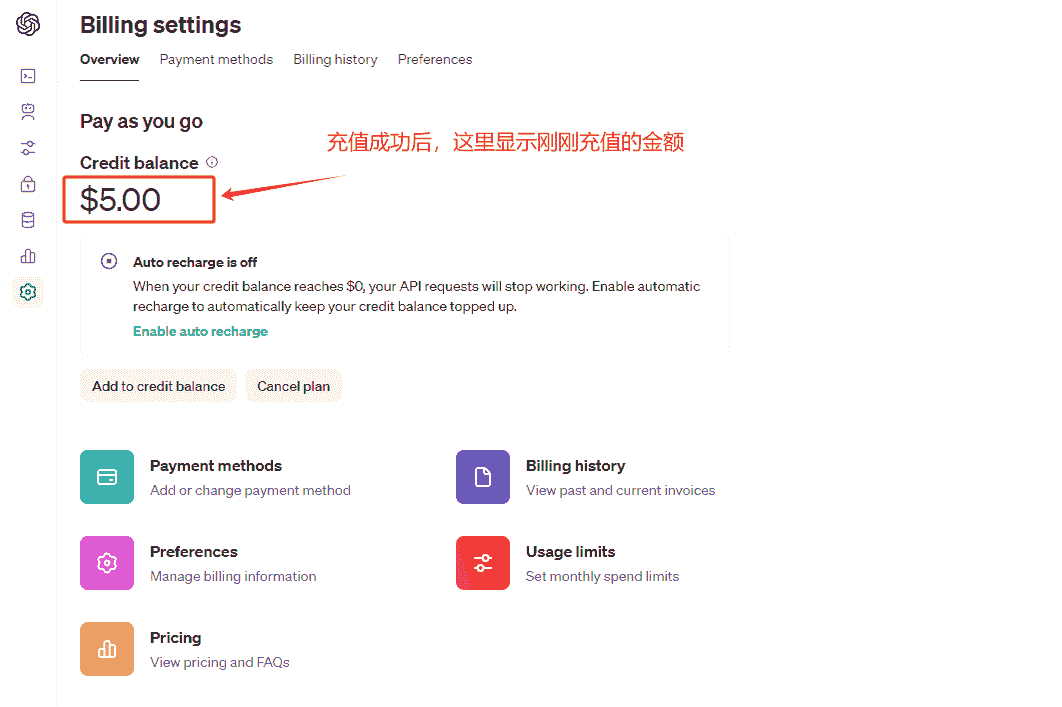 Billing settings
Overview Payment methods Billing history Preferences
Pay as you go
充值成功后，这里显示刚刚充值的金额
Credit balance
$5.00
Auto recharge is off
When your credit balance reaches $0, your API requests will stop working. Enable automatic
recharge to automatically keep your credit balance topped up.
Enable auto recharge
Add to credit balance Cancel plan
Payment methods
Add or change payment method
Billing history
View past and current invoices
Preferences
Manage billing information
Usage limits
Set monthly spend limits
Pricing
View pricing and FAQs